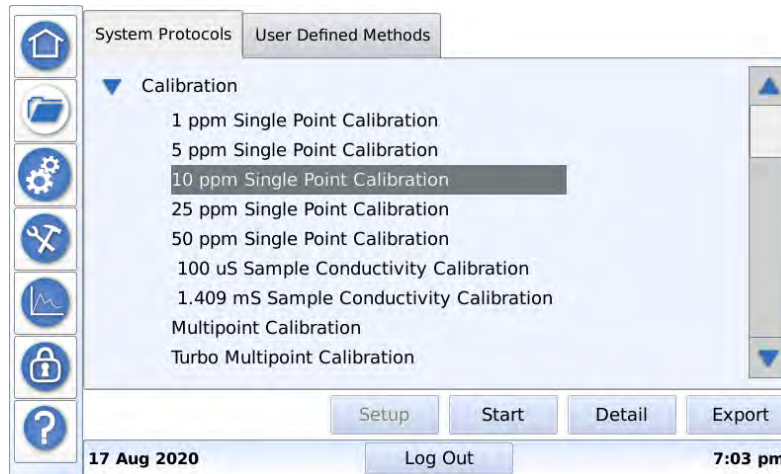 System Protocols User Defined Methods
Calibration
1 ppm Single Point Calibration
5 ppm Single Point Calibration
10 ppm Single Point Calibration
25 ppm Single Point Calibration
50 ppm Single Point Calibration
100 uS Sample Conductivity Calibration
1.409 mS Sample Conductivity Calibration
Multipoint Calibration
Turbo Multipoint Calibration
Setup Start Detail Export
?
17 Aug 2020 Log Out 7:03 pm